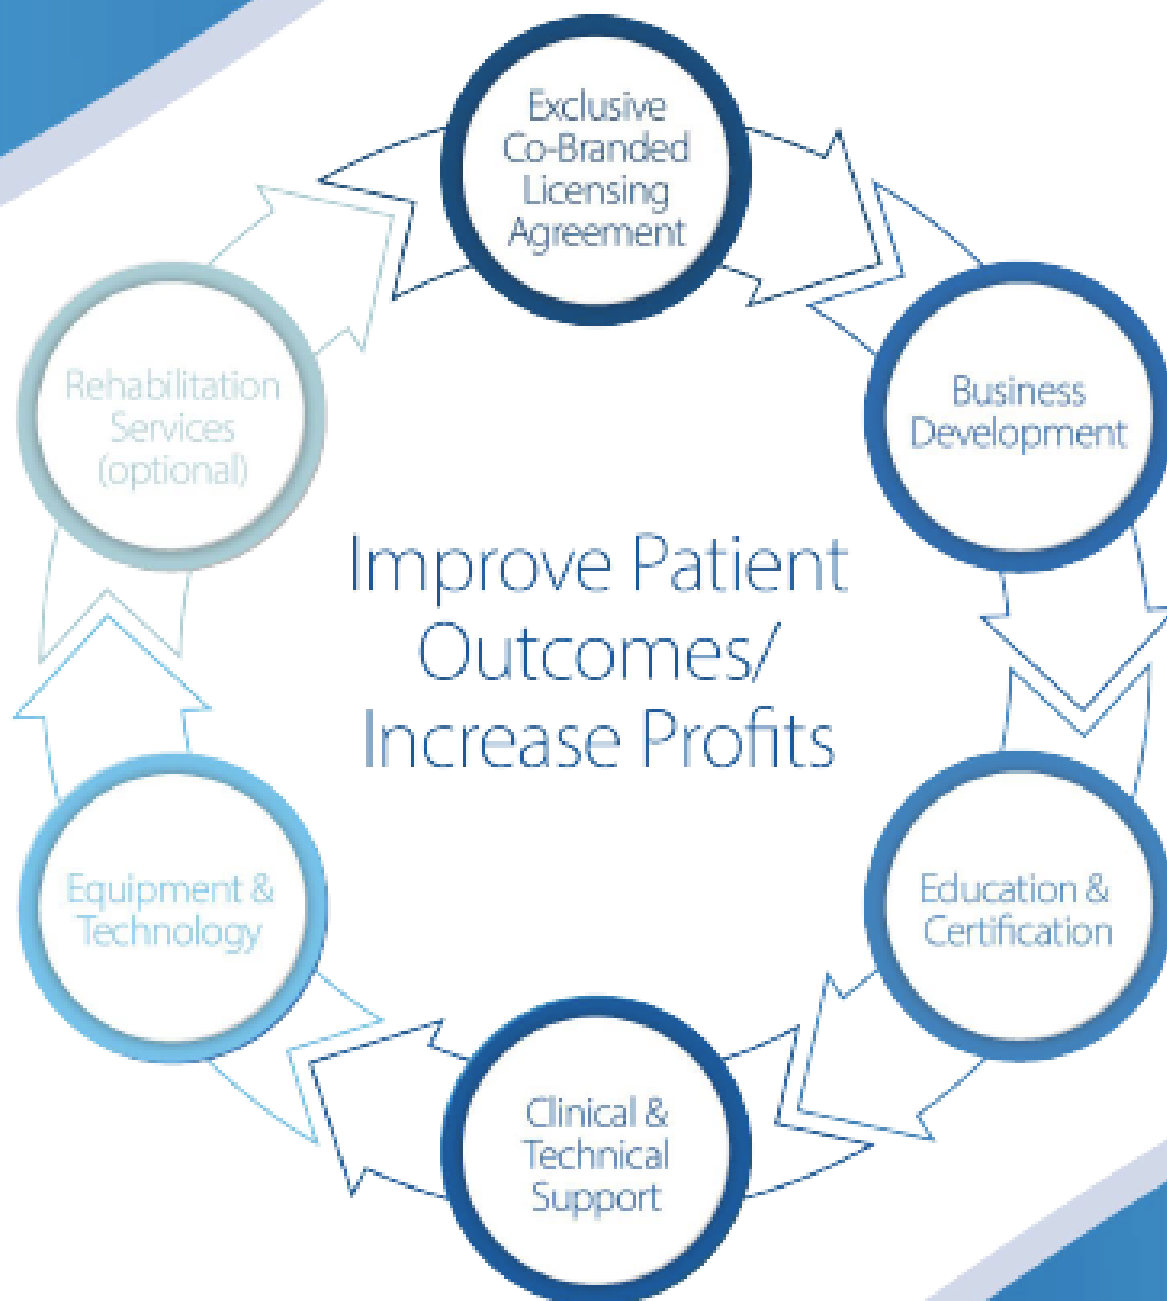 Exclusive
Co-Branded
Licensing
Agreement
Business
Development
Education &
Certification
Clinical &
Technical
Support
Equipment &
Technology
Rehabilitation
Services
(optional)
Improve Patient
Outcomes/
Increase Profits